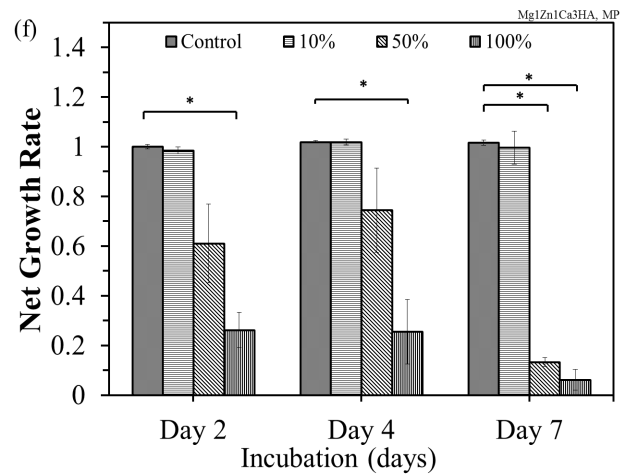 Mg1Zn1Ca3HA, MP
(f)
Control 10% 50% 100%
1.4
1.2
1
0.8
0.6
0.4
0.2
0
Net Growth Rate
* * * *
Day 2 Day 4 Day 7
Incubation (days)